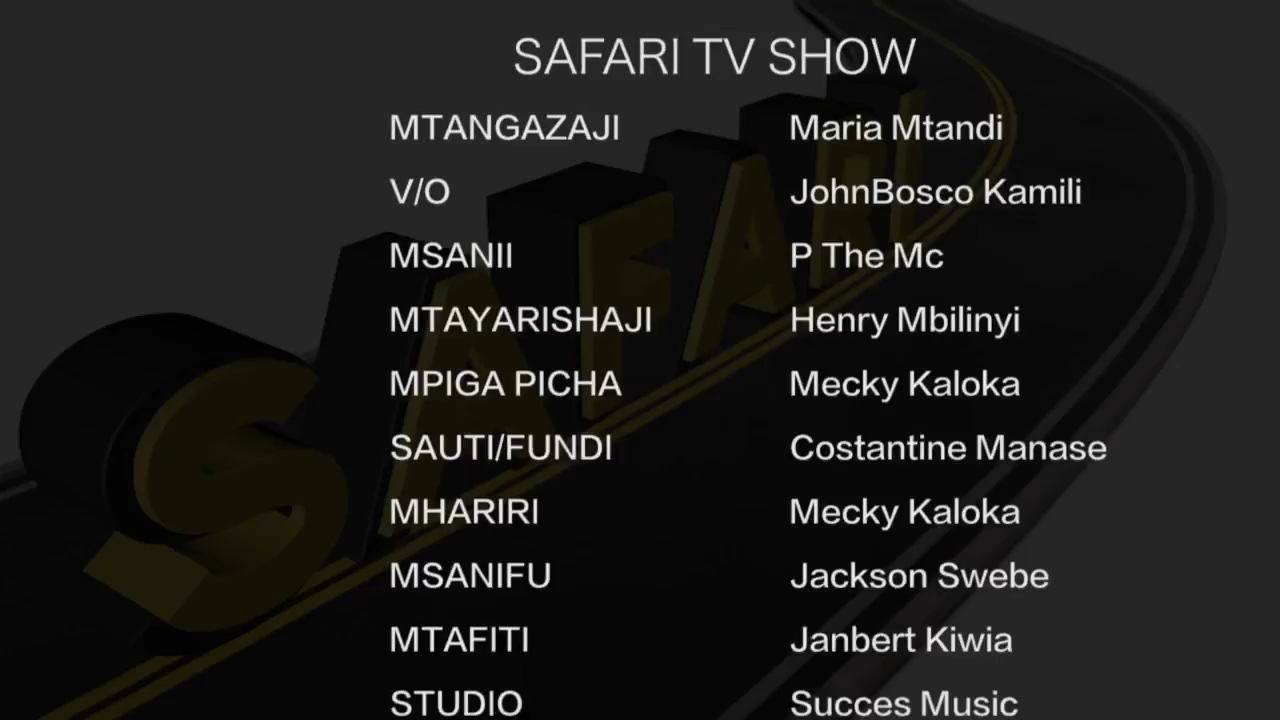 SAFARI TV SHOW
MTANGAZAJI Maria Mtandi
V/O JohnBosco Kamili
MSANII P The Mc
MTAYARISHAJI Henry Mbilinyi
MPIGA PICHA Mecky Kaloka
SAUTI/FUNDI Costantine Manase
MHARIRI Mecky Kaloka
MSANIFU Jackson Swebe
MTAFITI Janbert Kiwia
STUDIO Succes Music
SAFARI